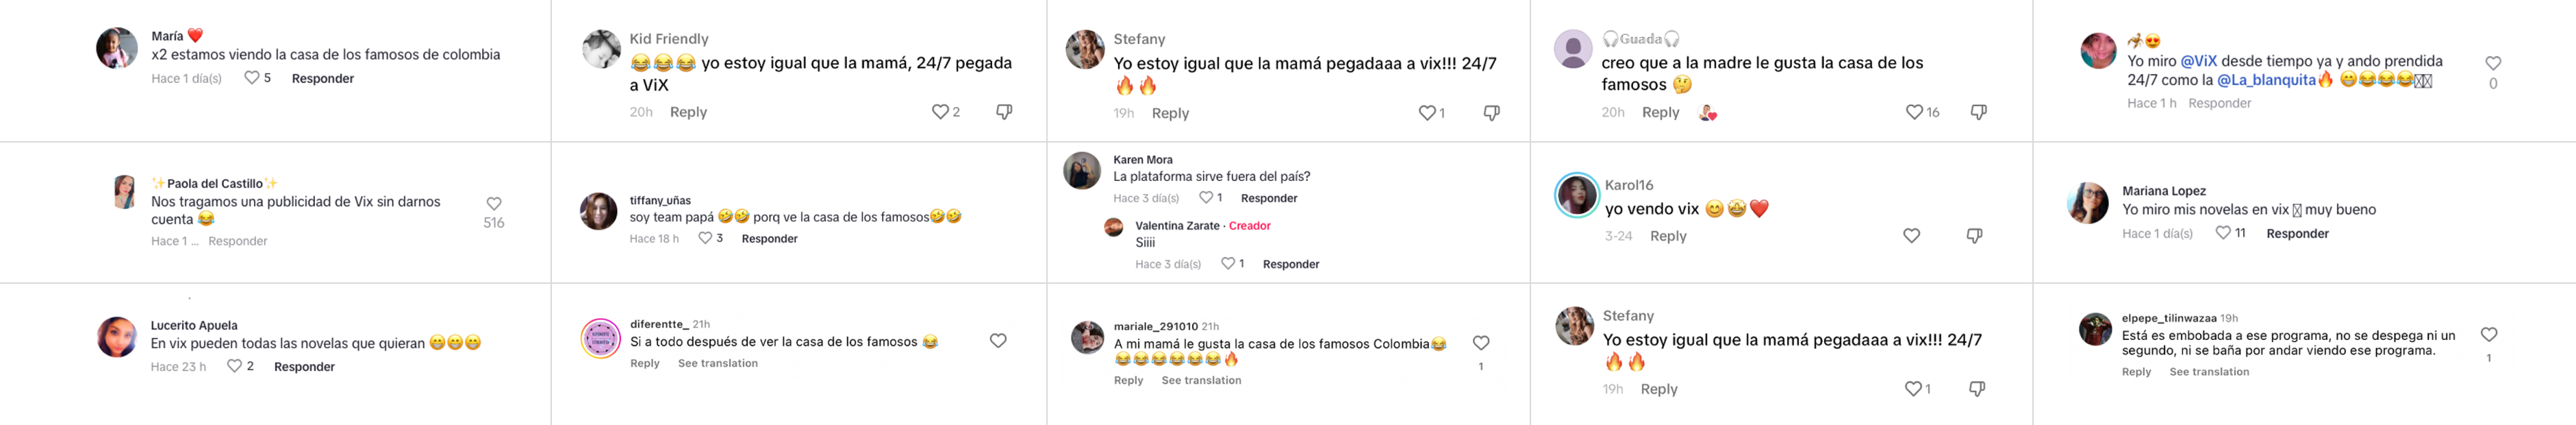 María ❤️
x2 estamos viendo la casa de los famosos de colombia
Hace 1 día(s) 5 Responder
Kid Friendly
😂😂😂 yo estoy igual que la mamá, 24/7 pegada
a ViX
20h Reply 2
Stefany
Yo estoy igual que la mamá pegadaaa a vix!!! 24/7
🔥🔥
19h Reply 1
🎧Guada🎧
creo que a la madre le gusta la casa de los
famosos 🤔
20h Reply 16
Yo miro @ViX desde tiempo ya y ando prendida
24/7 como la @La_blanquita🔥 😁😂😂😂
Hace 1 h Responder
0
✨Paola del Castillo✨
Nos tragamos una publicidad de Vix sin darnos
cuenta 😂
516
Hace 1 ... Responder
tiffany_uñas
soy team papá 🤣🤣 porq ve la casa de los famosos🤣🤣
Hace 18 h 3 Responder
Karen Mora
La plataforma sirve fuera del país?
Hace 3 día(s) 1 Responder
Valentina Zarate · Creador
Siiii
Hace 3 día(s) 1 Responder
Karol16
yo vendo vix 😊🤩❤️
3-24 Reply
Mariana Lopez
Yo miro mis novelas en vix muy bueno
Hace 1 día(s) 11 Responder
Lucerito Apuela
En vix pueden todas las novelas que quieran 😁😁😁
Hace 23 h 2 Responder
diferentte_ 21h
Si a todo después de ver la casa de los famosos 😂
Reply See translation
mariale_291010 21h
A mi mamá le gusta la casa de los famosos Colombia😂
😂😂😂😂😂😂🔥
1
Reply See translation
Stefany
Yo estoy igual que la mamá pegadaaa a vix!!! 24/7
🔥🔥
19h Reply 1
elpepe_tilinwazaa 19h
Está es embobada a ese programa, no se despega ni un
segundo, ni se baña por andar viendo ese programa.
1
Reply See translation